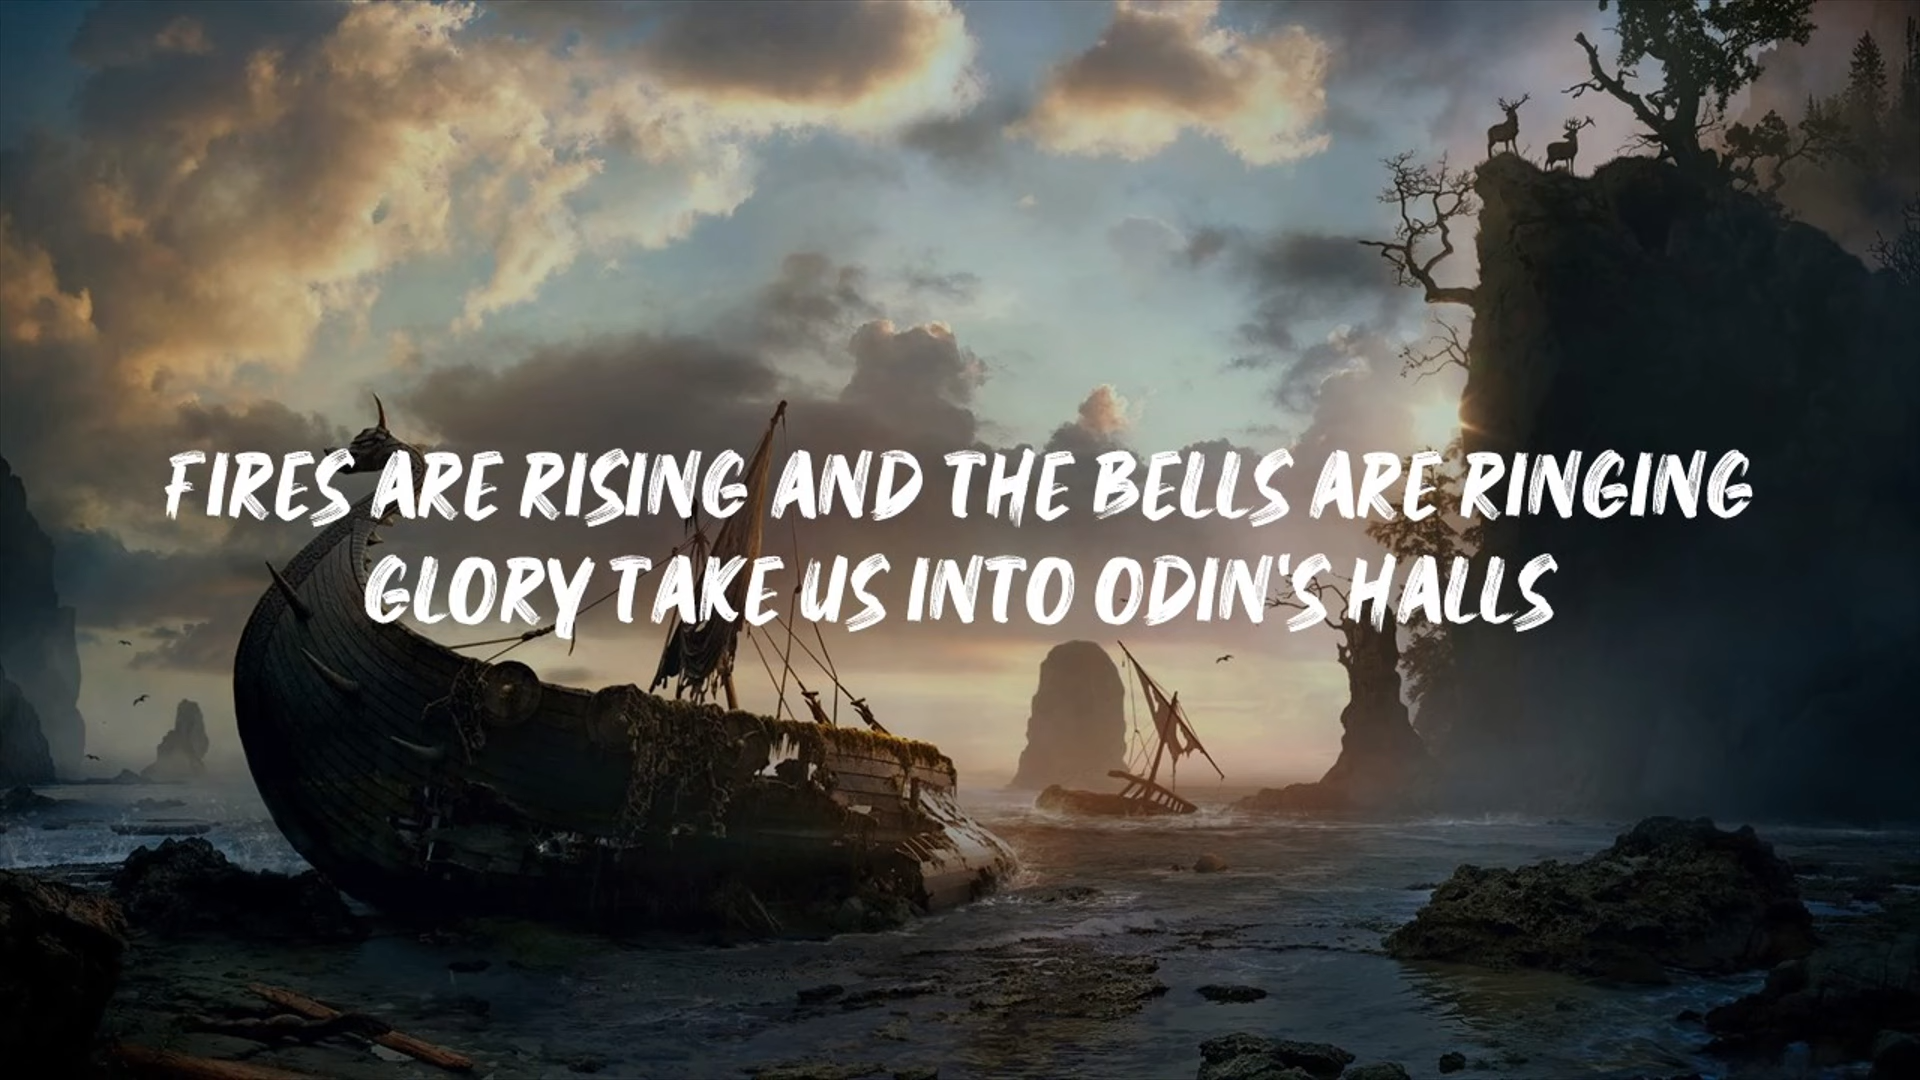 FIRES ARE RISING AND THE BELLS ARE RINGING
GLORY TAKE US INTO ODIN'S HALLS